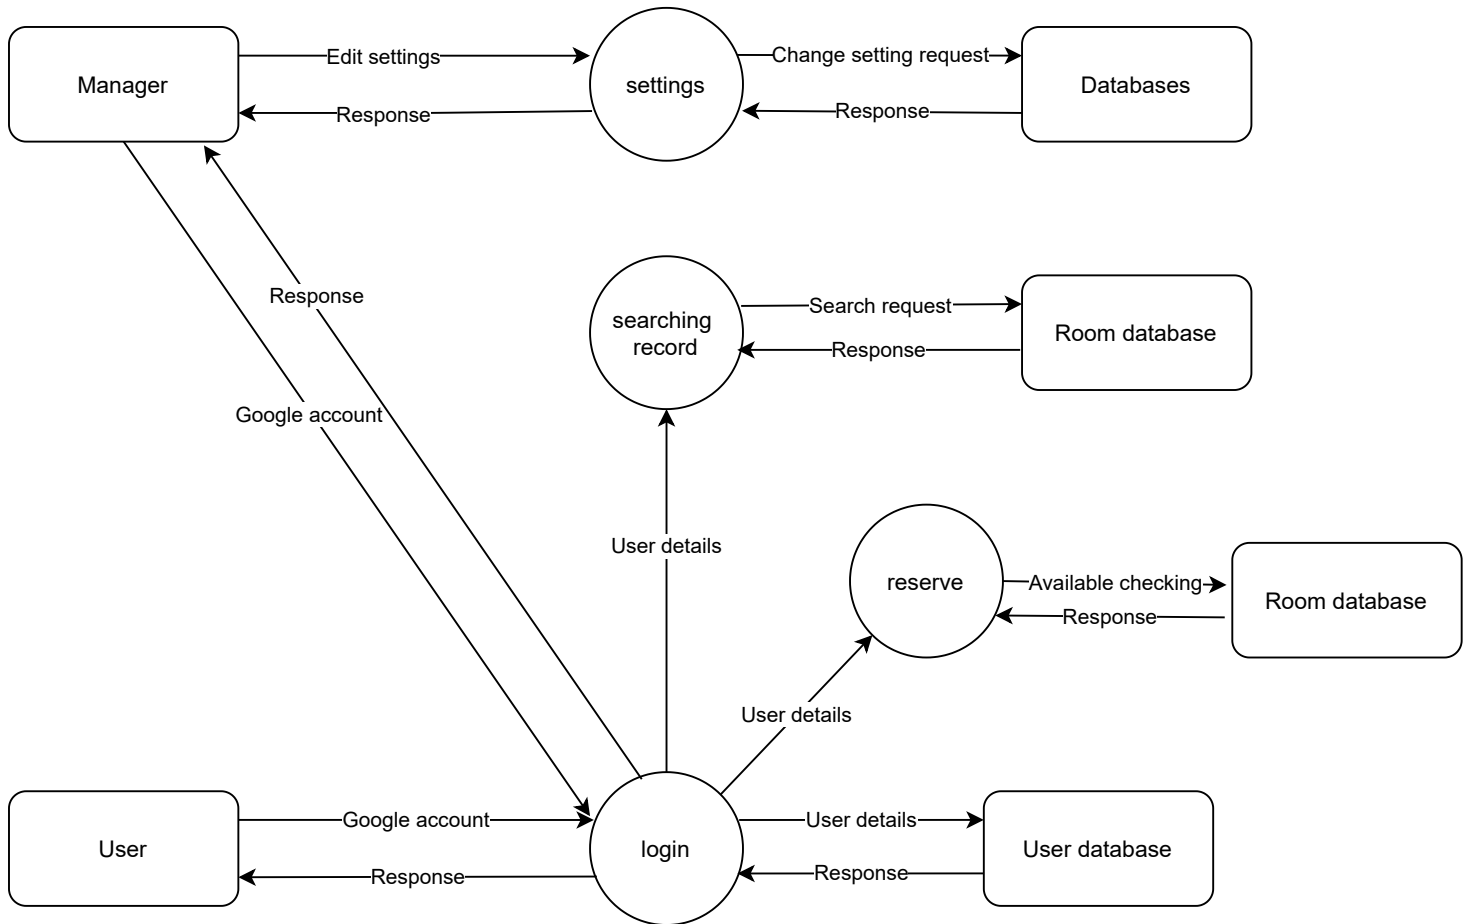 Manager
Edit settings
settings
Change setting request
Databases
Response
Response
Response
searching
record
Search request
Room database
Response
Google account
User details
reserve
Available checking
Room database
Response
User details
User
Google account
login
User details
User database
Response
Response